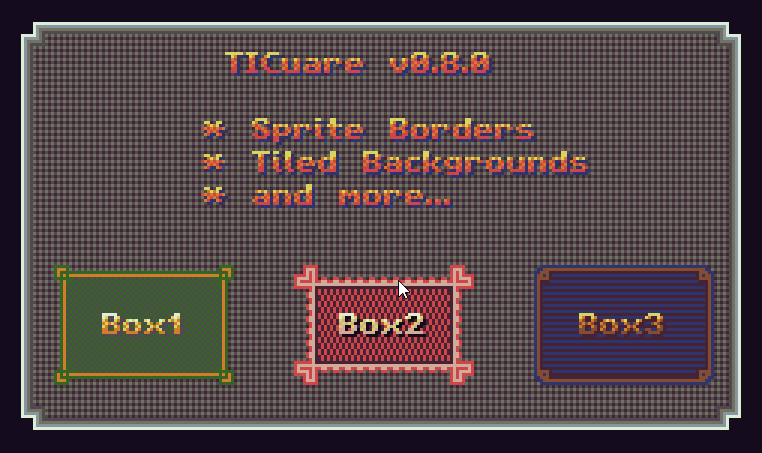 TICuare v0.8.0
* Sprite Borders
* Tiled Backgrounds
* and more…
Box1
Box2
Box3